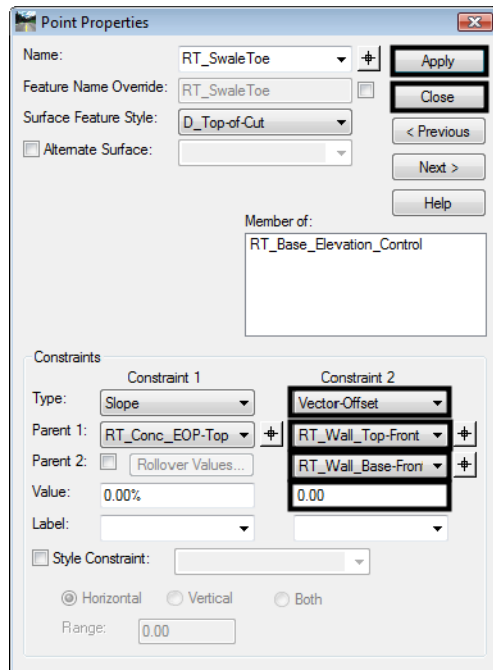 Point Properties
Name: RT_SwaleToe Apply
Feature Name Override: RT_SwaleToe Close
Surface Feature Style: D_Top-of-Cut < Previous
Alternate Surface: Next >
Help
Member of:
RT_Base_Elevation_Control
Constraints
Constraint 1 Constraint 2
Type: Slope Vector-Offset
Parent 1: RT_Conc_EOP-Top RT_Wall_Top-Front
Parent 2: Rollover Values... RT_Wall_Base-Fron
Value: 0.00% 0.00
Label:
Style Constraint:
Horizontal Vertical Both
Range: 0.00